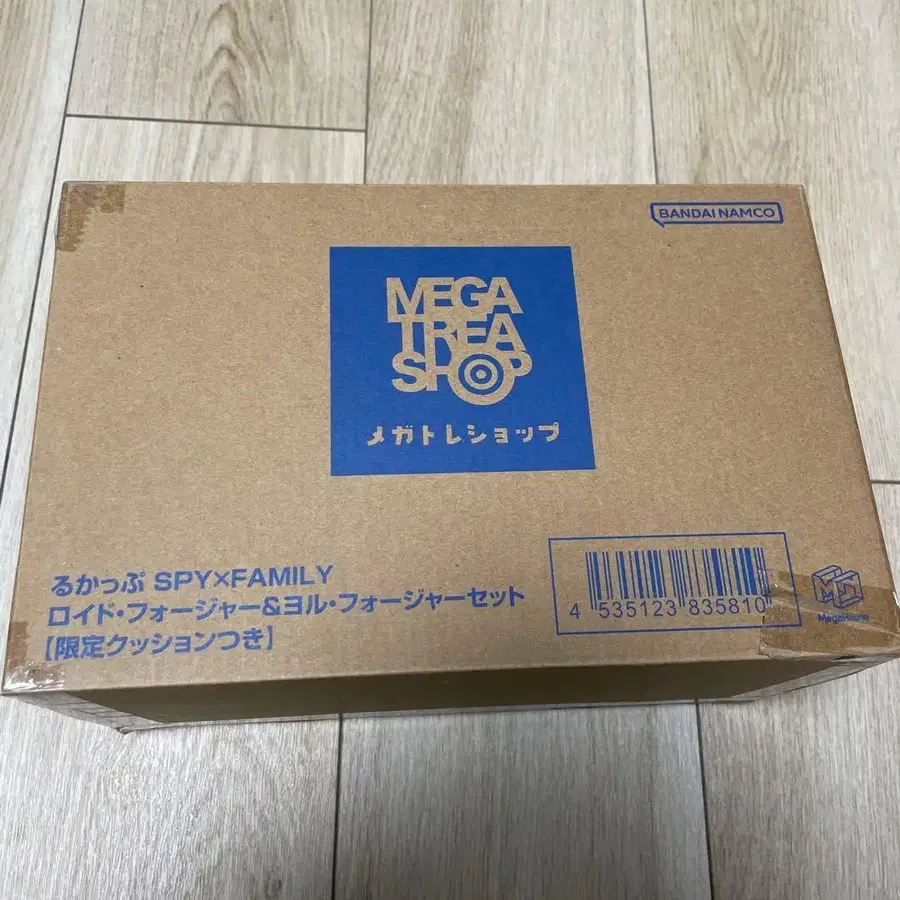 BANDAI NAMCO
MEGA
TREA
SHOP
メガトレショップ
るかっぷ SPY×FAMILY
ロイド・フォージャー&ヨル・フォージャーセット
【限定クッションつき】
4 535123 835810
MegaHouse